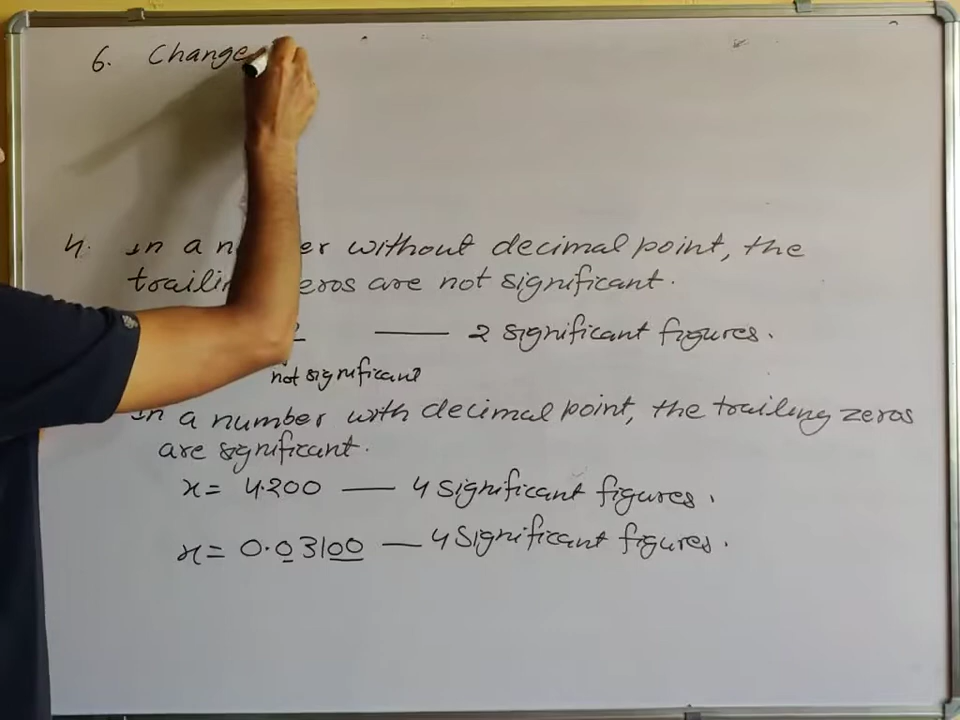 6. Change
4. In a n er without decimal point, the
trailin eros are not significant.
2 significant figures.
not significant
In a number with decimal point, the trailing zeros
are significant.
x = 4.200 — 4 significant figures.
x = 0.03100 — 4 significant figures.